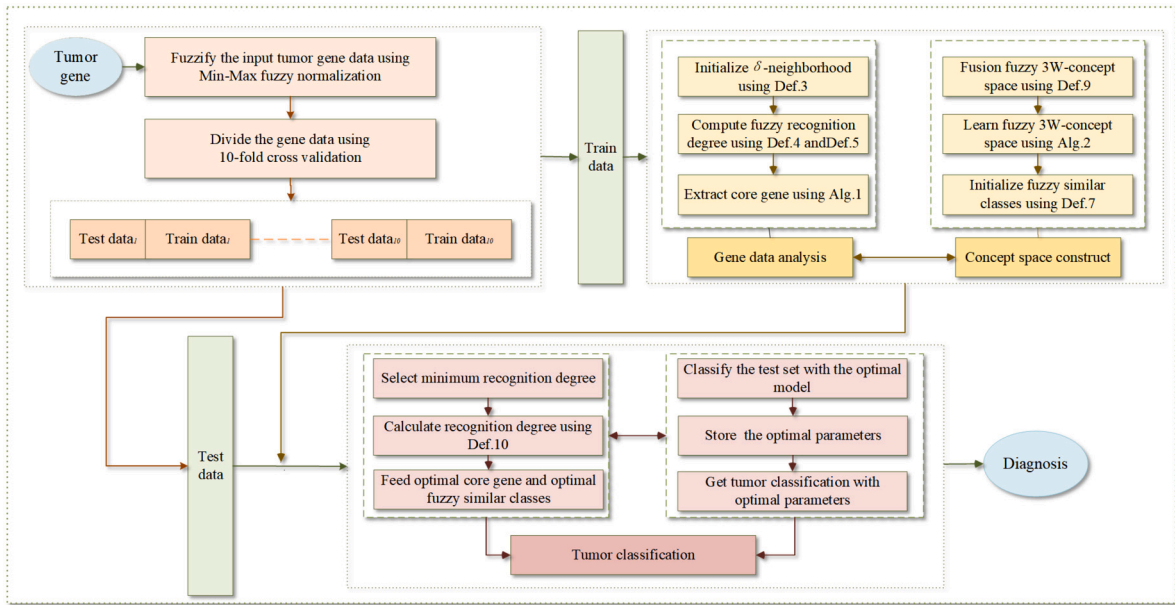 Tumor
gene
Fuzzify the input tumor gene data using
Min-Max fuzzy normalization
Divide the gene data using
10-fold cross validation
Test data1
Train data1
Test data10
Train data10
Train
data
Initialize δ-neighborhood
using Def.3
Compute fuzzy recognition
degree using Def.4 andDef.5
Extract core gene using Alg.1
Gene data analysis
Fusion fuzzy 3W-concept
space using Def.9
Learn fuzzy 3W-concept
space using Alg.2
Initialize fuzzy similar
classes using Def.7
Concept space construct
Test
data
Select minimum recognition degree
Calculate recognition degree using
Def.10
Feed optimal core gene and optimal
fuzzy similar classes
Classify the test set with the optimal
model
Store the optimal parameters
Get tumor classification with
optimal parameters
Tumor classification
Diagnosis